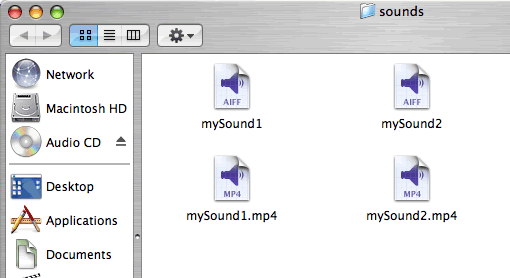 sounds
Network
Macintosh HD
Audio CD
Desktop
Applications
Documents
AIFF
AIFF
mySound1
mySound2
MP4
MP4
mySound1.mp4
mySound2.mp4